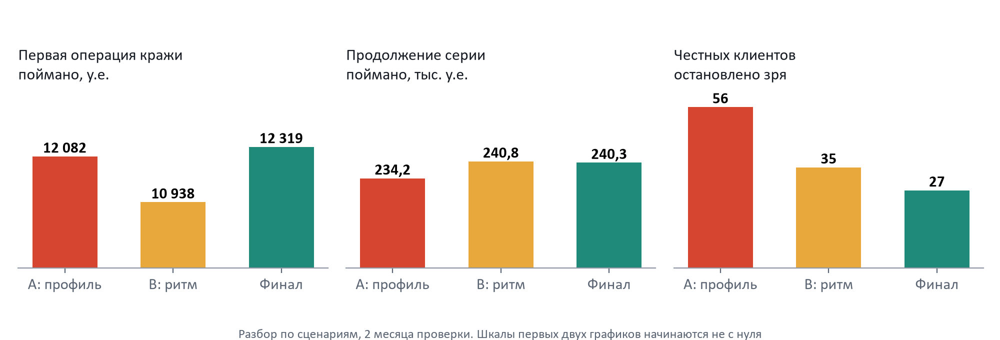 Первая операция кражи
поймано, у.е.
12 082
10 938
12 319
А: профиль
В: ритм
Финал
Продолжение серии
поймано, тыс. у.е.
234,2
240,8
240,3
А: профиль
В: ритм
Финал
Честных клиентов
остановлено зря
56
35
27
А: профиль
В: ритм
Финал
Разбор по сценариям, 2 месяца проверки. Шкалы первых двух графиков начинаются не с нуля